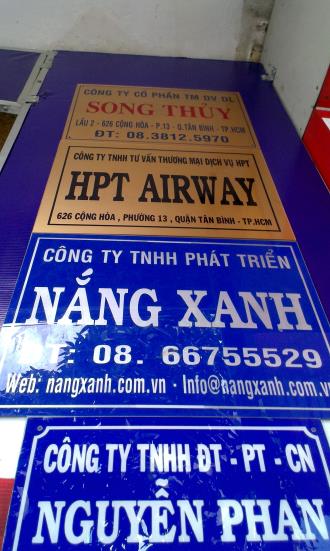 CÔNG TY CỔ PHẦN TM DV DL
SONG THỦY
LẦU 2 - 626 CỘNG HÒA - P.13 - Q.TÂN BÌNH - TP.HCM
ĐT: 08.3812.5970
CÔNG TY TNHH TƯ VẤN THƯƠNG MẠI DỊCH VỤ HPT
HPT AIRWAY
626 CỘNG HÒA , PHƯỜNG 13 , QUẬN TÂN BÌNH - TP.HCM
CÔNG TY TNHH PHÁT TRIỂN
NẮNG XANH
ĐT: 08. 66755529
Web: nangxanh.com.vn - Info@nangxanh.com.vn
CÔNG TY TNHH ĐT - PT - CN
NGUYỄN PHAN